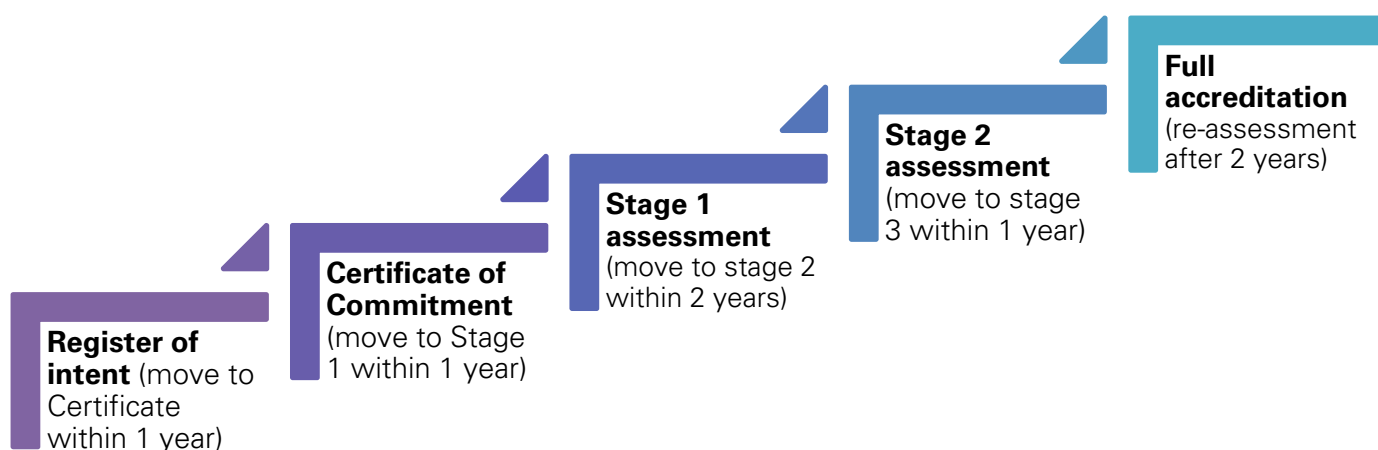 Register of
intent (move to
Certificate
within 1 year)
Certificate of
Commitment
(move to Stage
1 within 1 year)
Stage 1
assessment
(move to stage 2
within 2 years)
Stage 2
assessment
(move to stage
3 within 1 year)
Full
accreditation
(re-assessment
after 2 years)